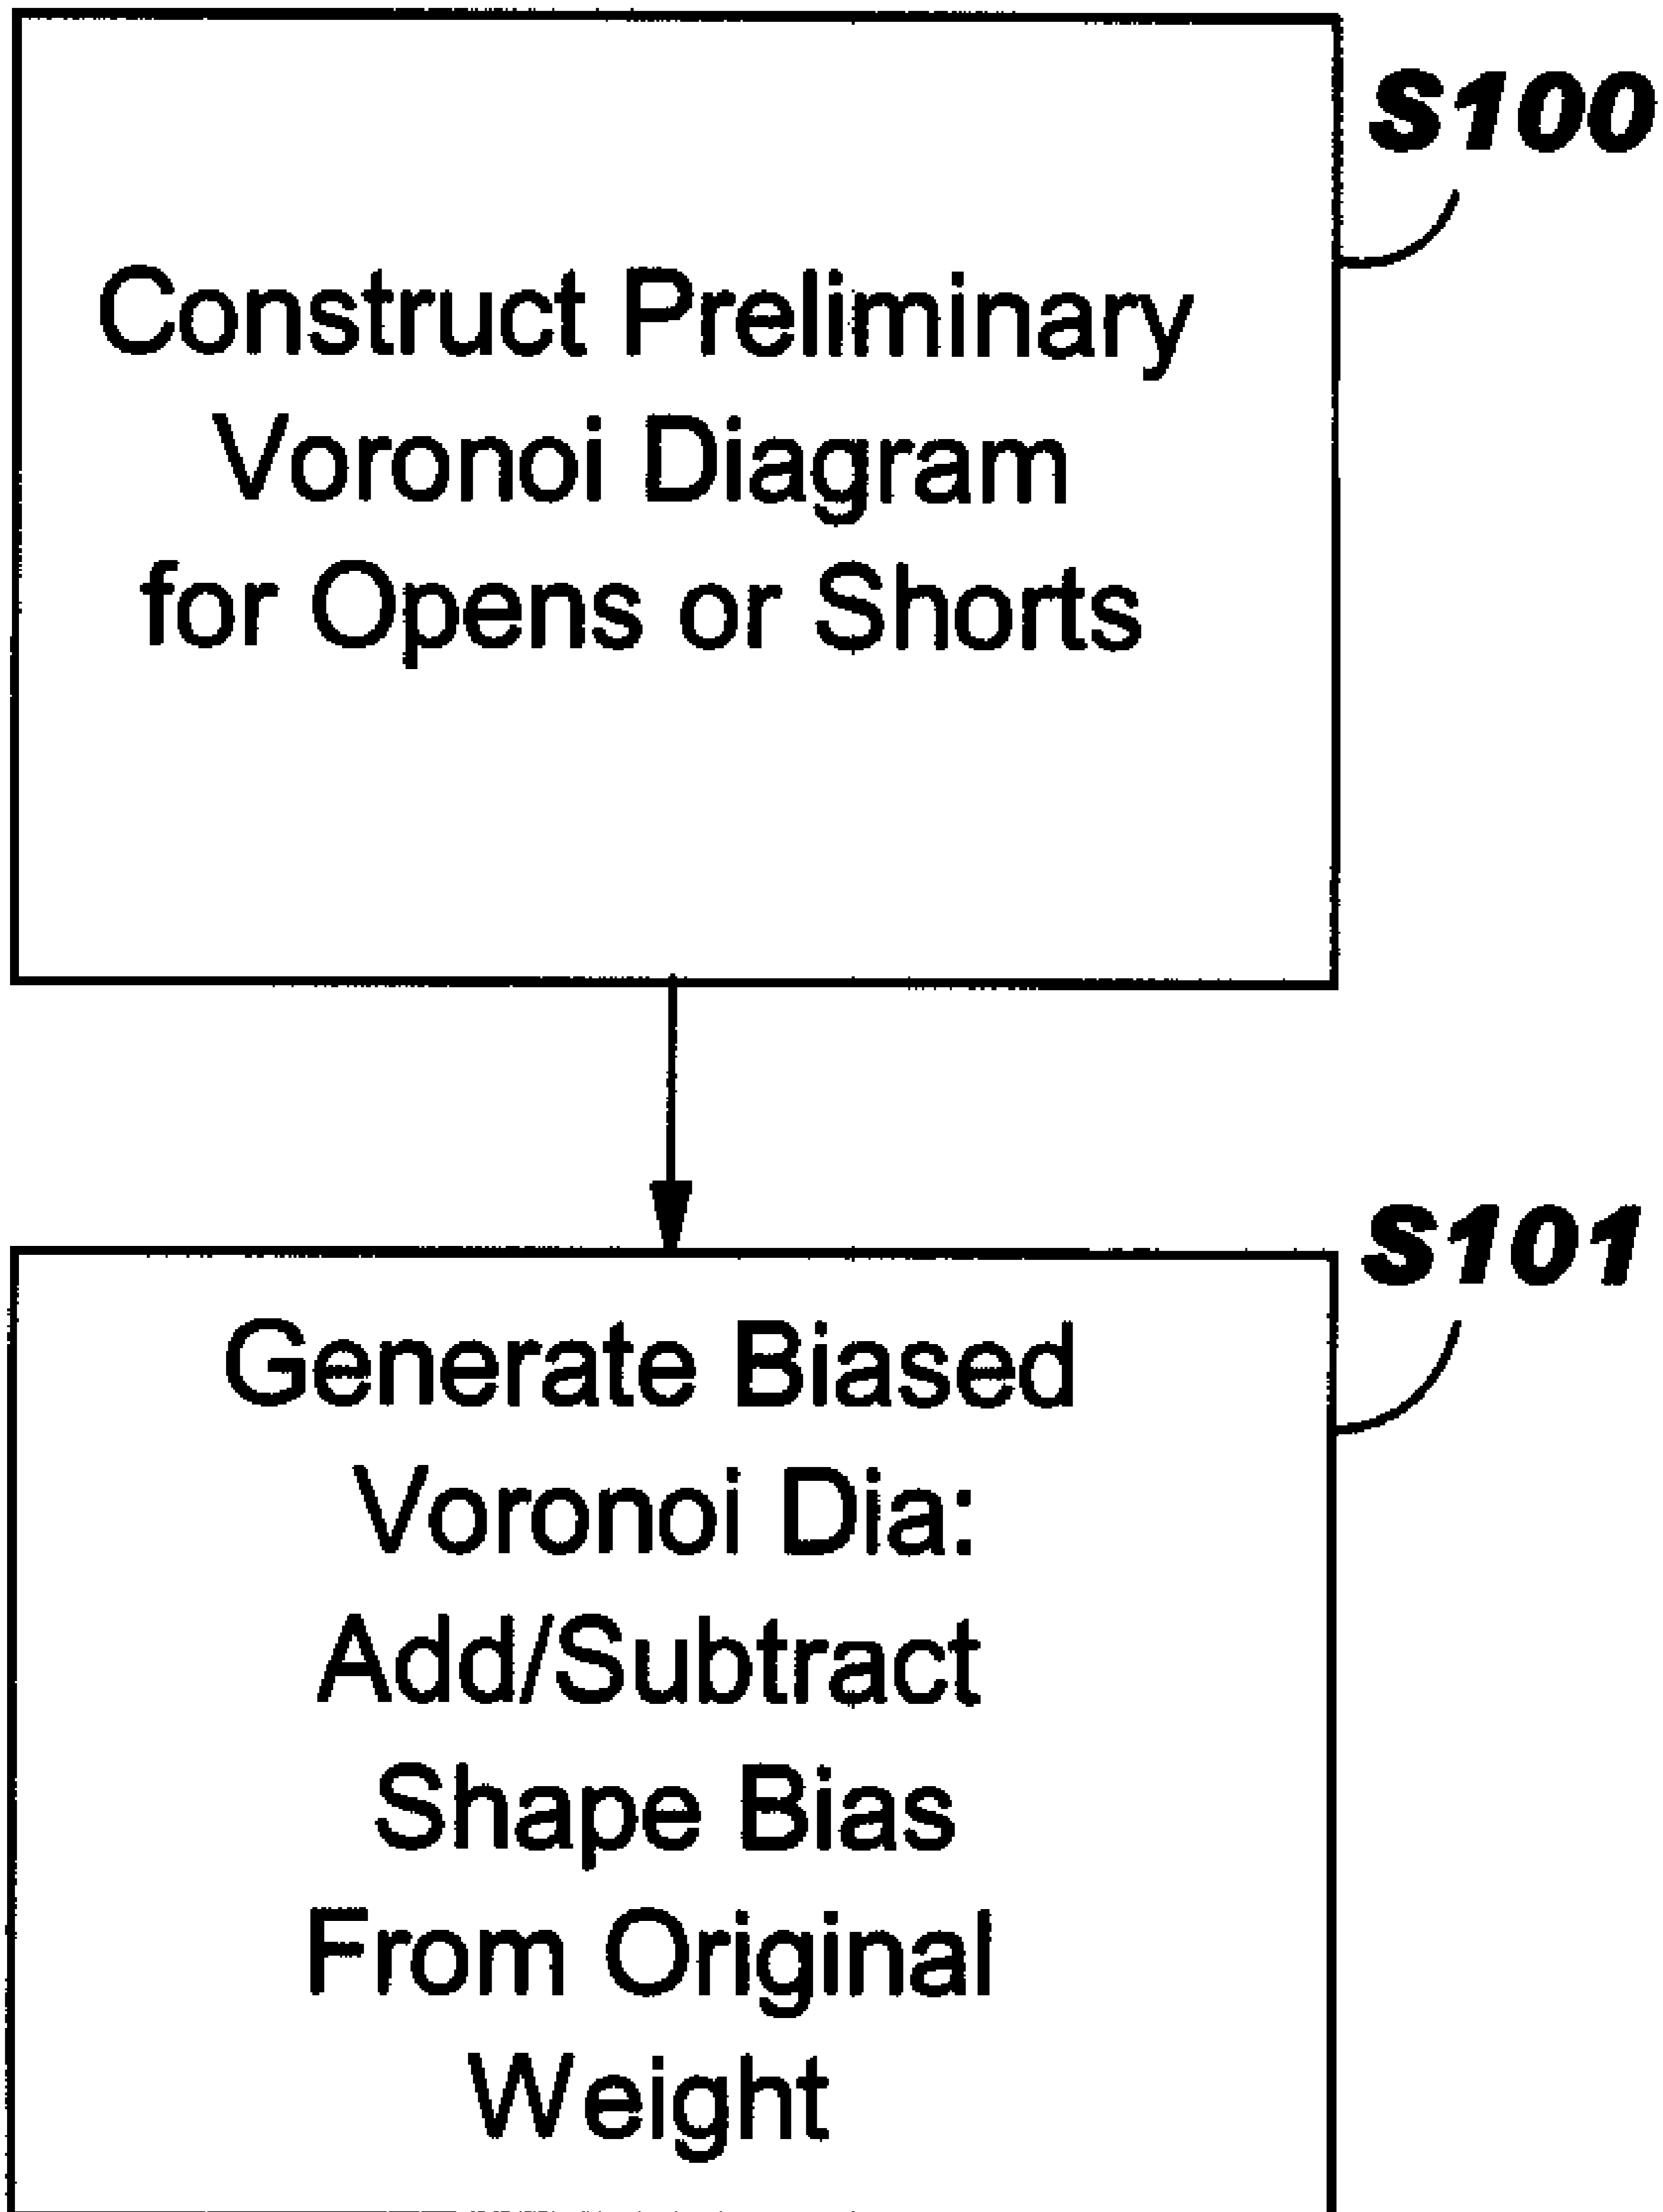 S100
Construct Preliminary
Voronoi Diagram
for Opens or Shorts
S101
Generate Biased
Voronoi Dia:
Add/Subtract
Shape Bias
From Original
Weight